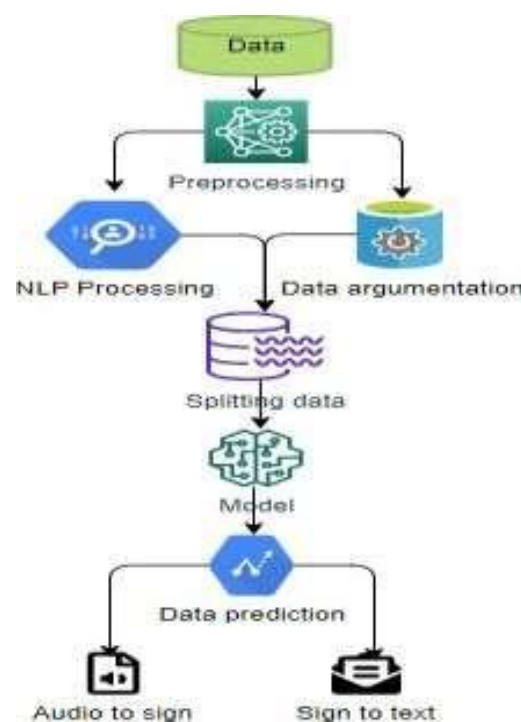 Data
Preprocessing
NLP Processing
Data argumentation
Splitting data
Model
Data prediction
Audio to sign
Sign to text